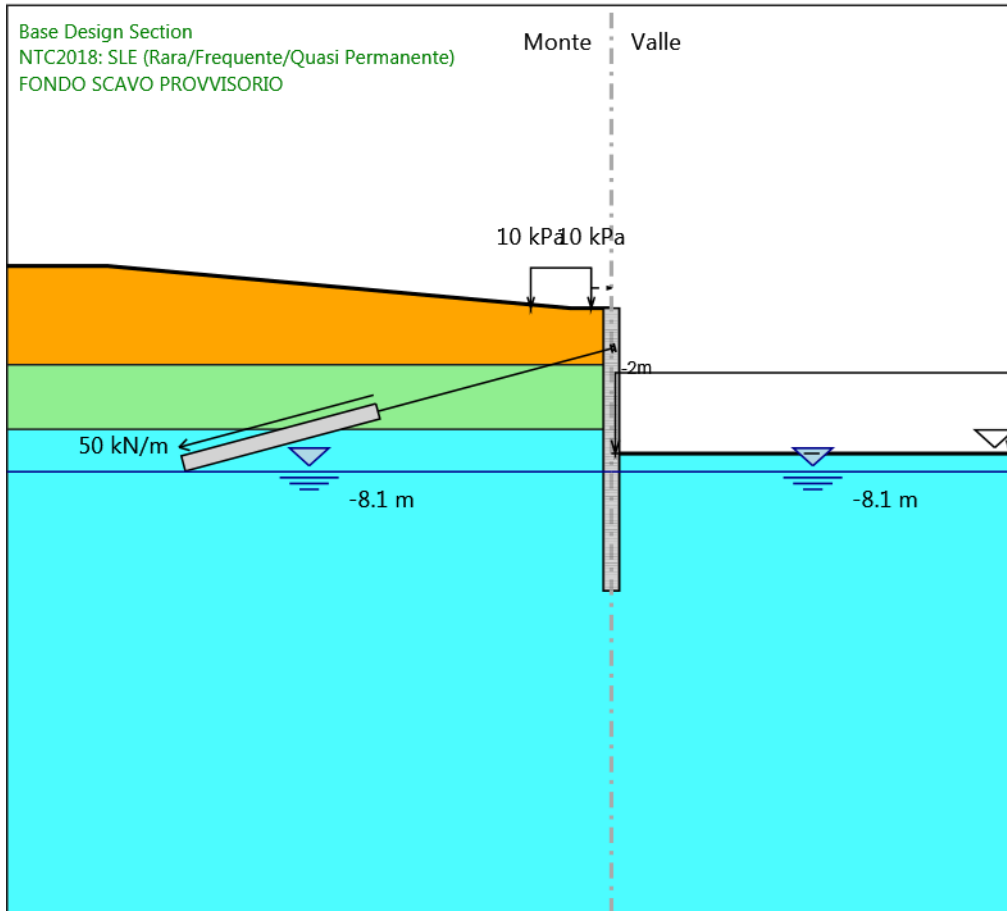 Base Design Section
NTC2018: SLE (Rara/Frequente/Quasi Permanente)
FONDO SCAVO PROVVISORIO
Monte
Valle
10 kPa
10 kPa
-2m
50 kN/m
-8.1 m
-8.1 m